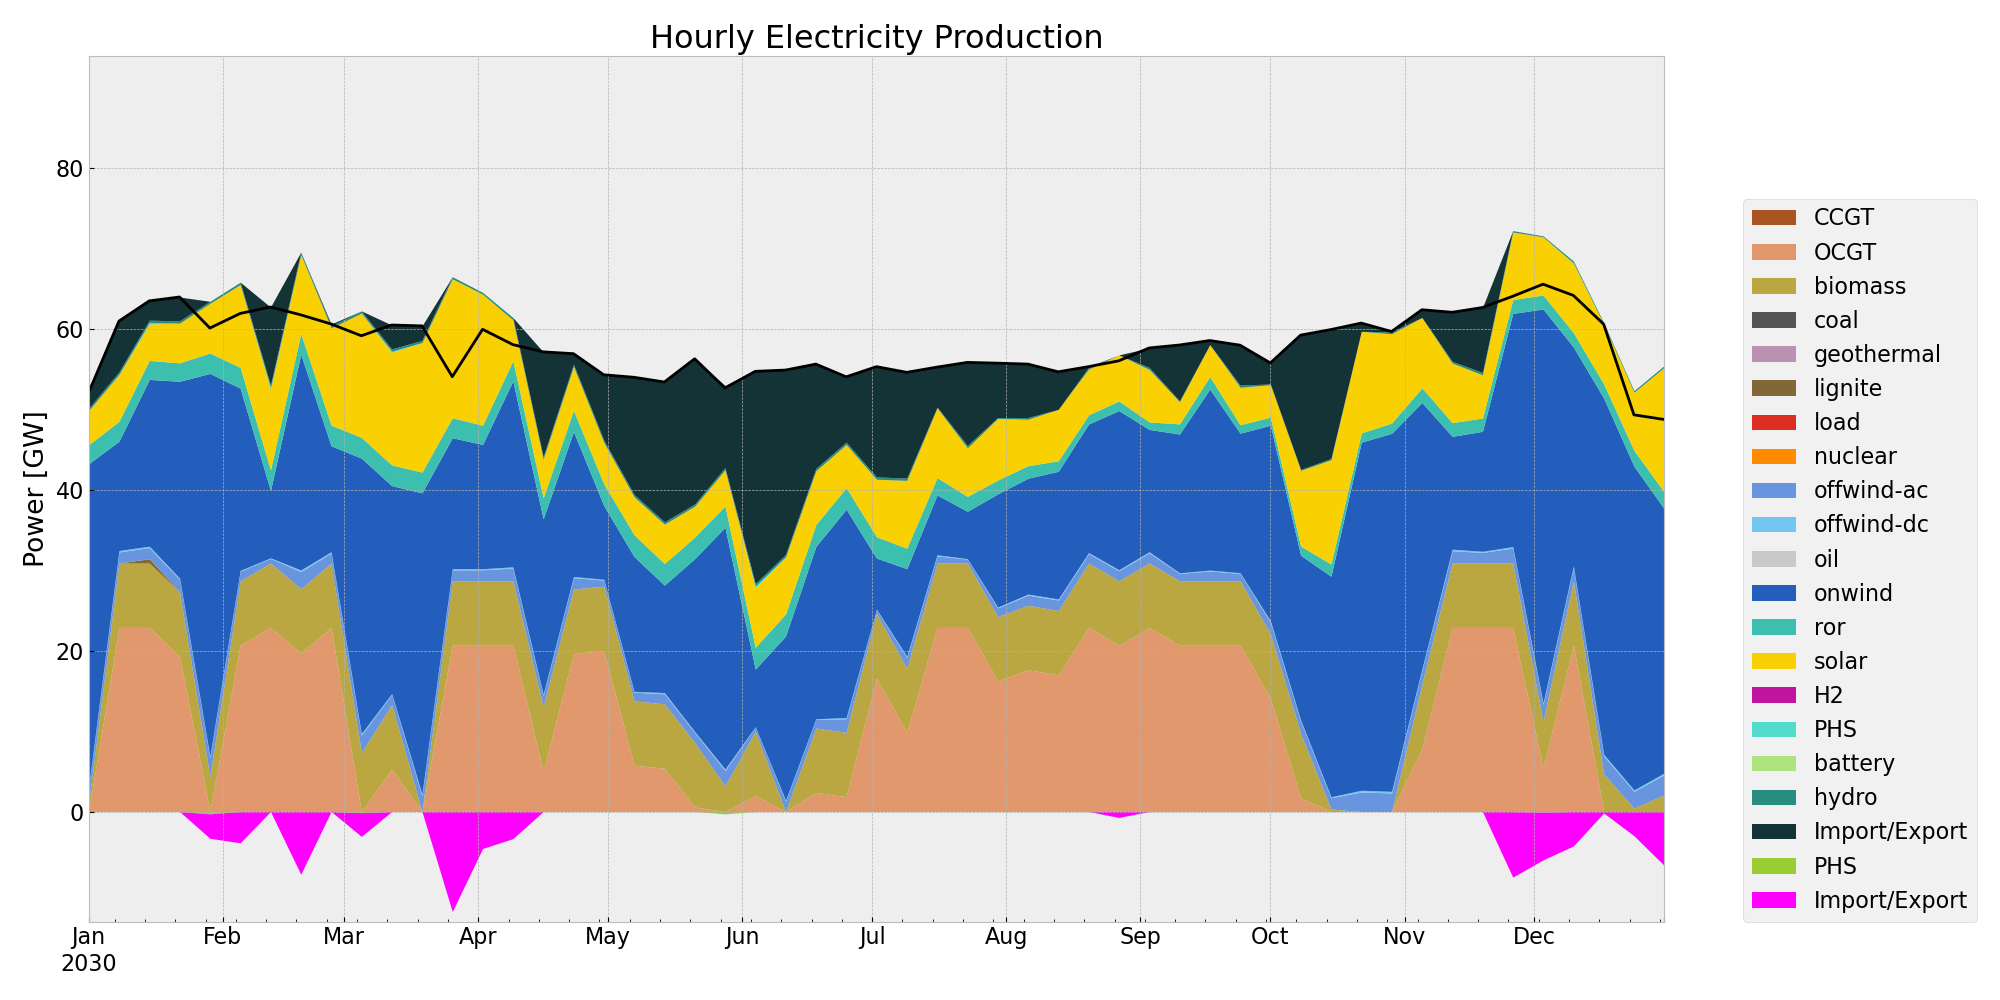 Hourly Electricity Production
Power [GW]
80
60
40
20
0
Jan Feb Mar Apr May Jun Jul Aug Sep Oct Nov Dec
2030
CCGT
OCGT
biomass
coal
geothermal
lignite
load
nuclear
offwind-ac
offwind-dc
oil
onwind
ror
solar
H2
PHS
battery
hydro
Import/Export
PHS
Import/Export